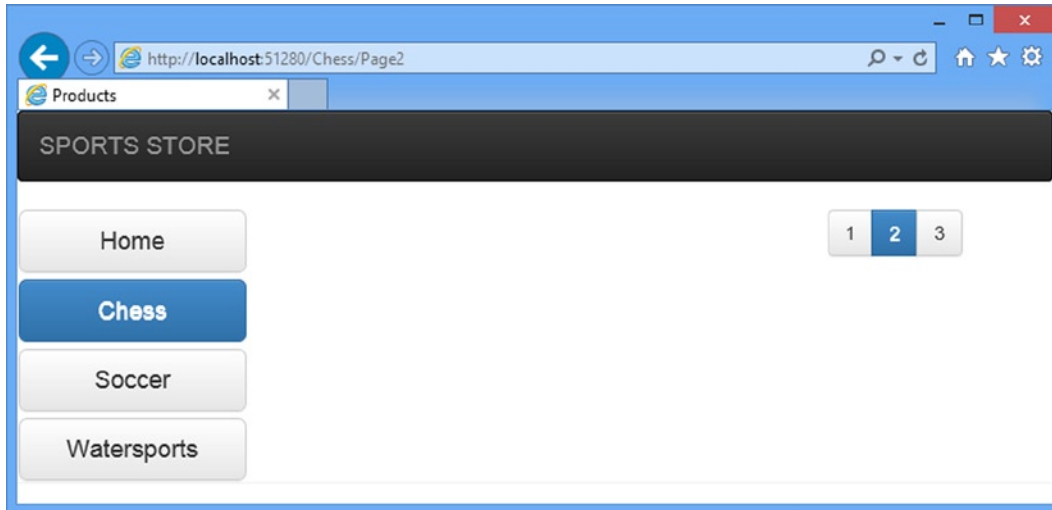 http://localhost:51280/Chess/Page2
Products
SPORTS STORE
Home
1 2 3
Chess
Soccer
Watersports